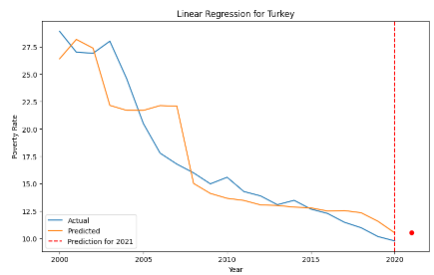 Linear Regression for Turkey
27.5
25.0
22.5
20.0
17.5
15.0
12.5
10.0
Poverty Rate
Actual
Predicted
Prediction for 2021
2000
2005
2010
2015
2020
Year